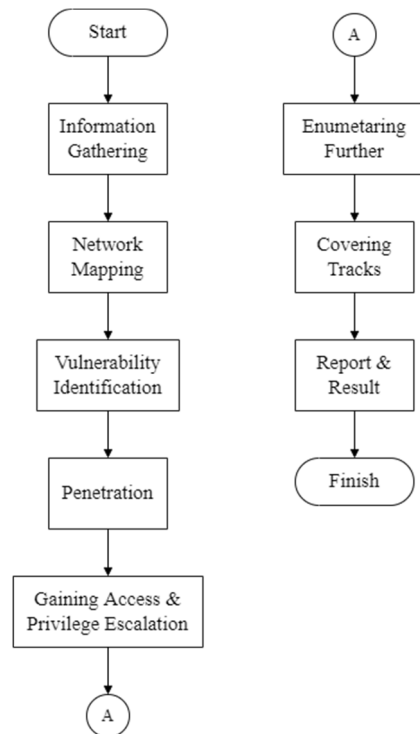 Start
Information
Gathering
Network
Mapping
Vulnerability
Identification
Penetration
Gaining Access &
Privilege Escalation
A
A
Enumetaring
Further
Covering
Tracks
Report &
Result
Finish